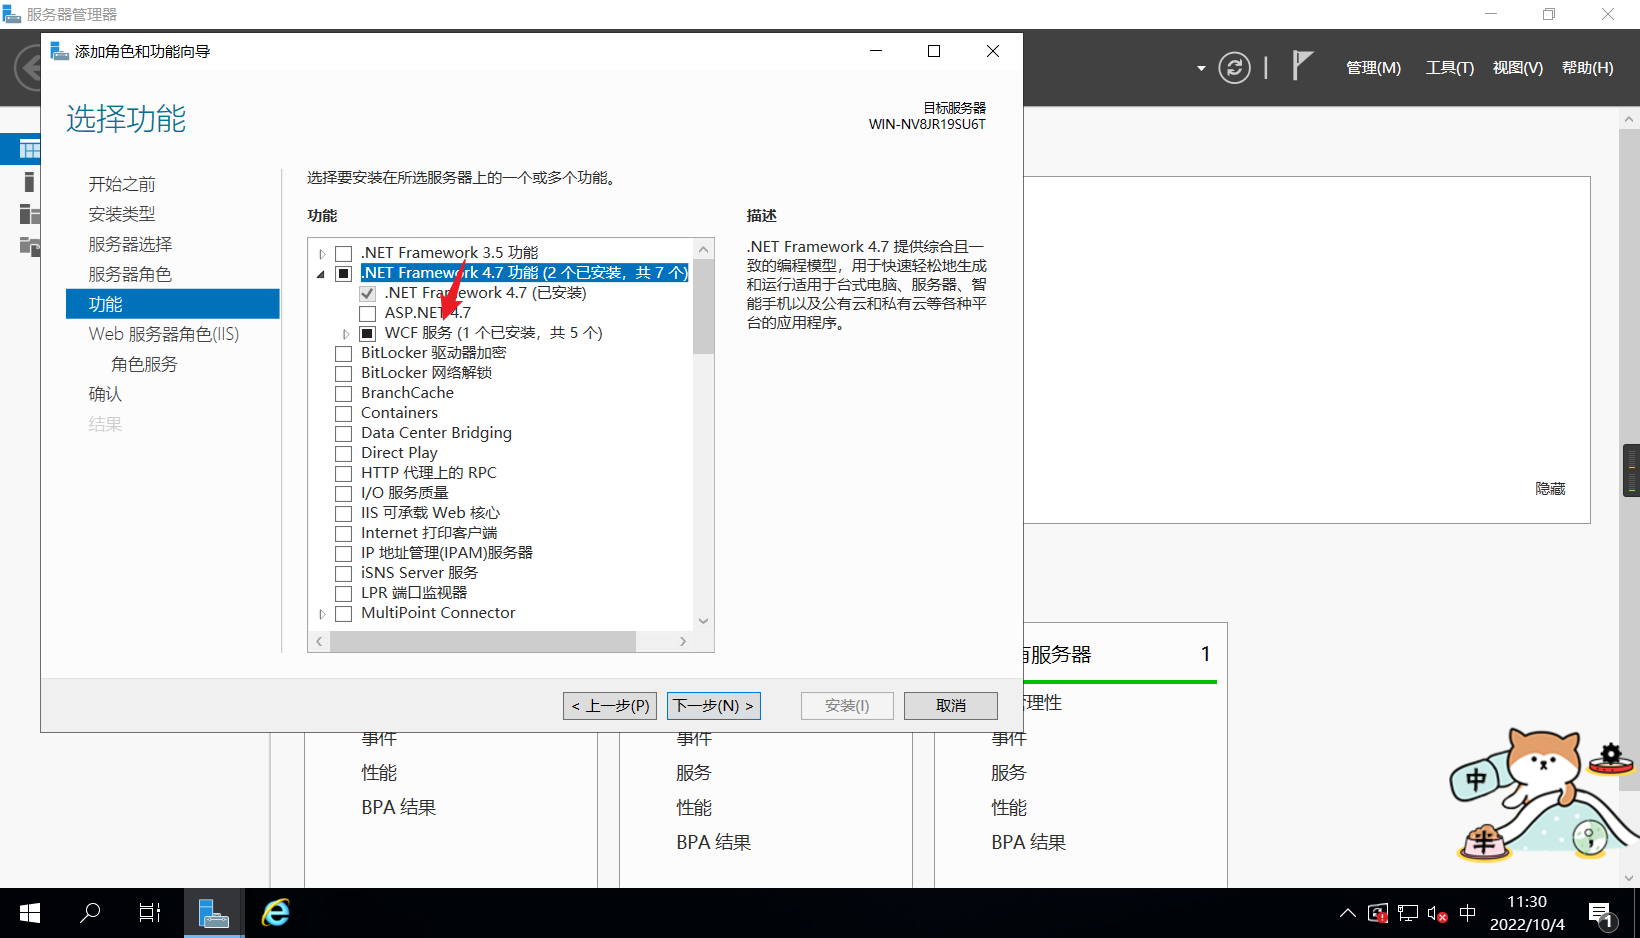 服务器管理器
管理(M) 工具(T) 视图(V) 帮助(H)
添加角色和功能向导
选择功能
目标服务器
WIN-NV8JR19SU6T
开始之前
安装类型
服务器选择
服务器角色
功能
Web 服务器角色(IIS)
角色服务
确认
结果
选择要安装在所选服务器上的一个或多个功能。
功能
.NET Framework 3.5 功能
.NET Framework 4.7 功能 (2 个已安装，共 7 个)
.NET Framework 4.7 (已安装)
ASP.NET 4.7
WCF 服务 (1 个已安装，共 5 个)
BitLocker 驱动器加密
BitLocker 网络解锁
BranchCache
Containers
Data Center Bridging
Direct Play
HTTP 代理上的 RPC
I/O 服务质量
IIS 可承载 Web 核心
Internet 打印客户端
IP 地址管理(IPAM)服务器
iSNS Server 服务
LPR 端口监视器
MultiPoint Connector
描述
.NET Framework 4.7 提供综合且一
致的编程模型，用于快速轻松地生成
和运行适用于台式电脑、服务器、智
能手机以及公有云和私有云等各种平
台的应用程序。
< 上一步(P) 下一步(N) > 安装(I) 取消
隐藏
有服务器 1
管理性
事件
性能
BPA 结果
事件
服务
性能
BPA 结果
事件
服务
性能
BPA 结果
中
半
中
11:30
2022/10/4
1